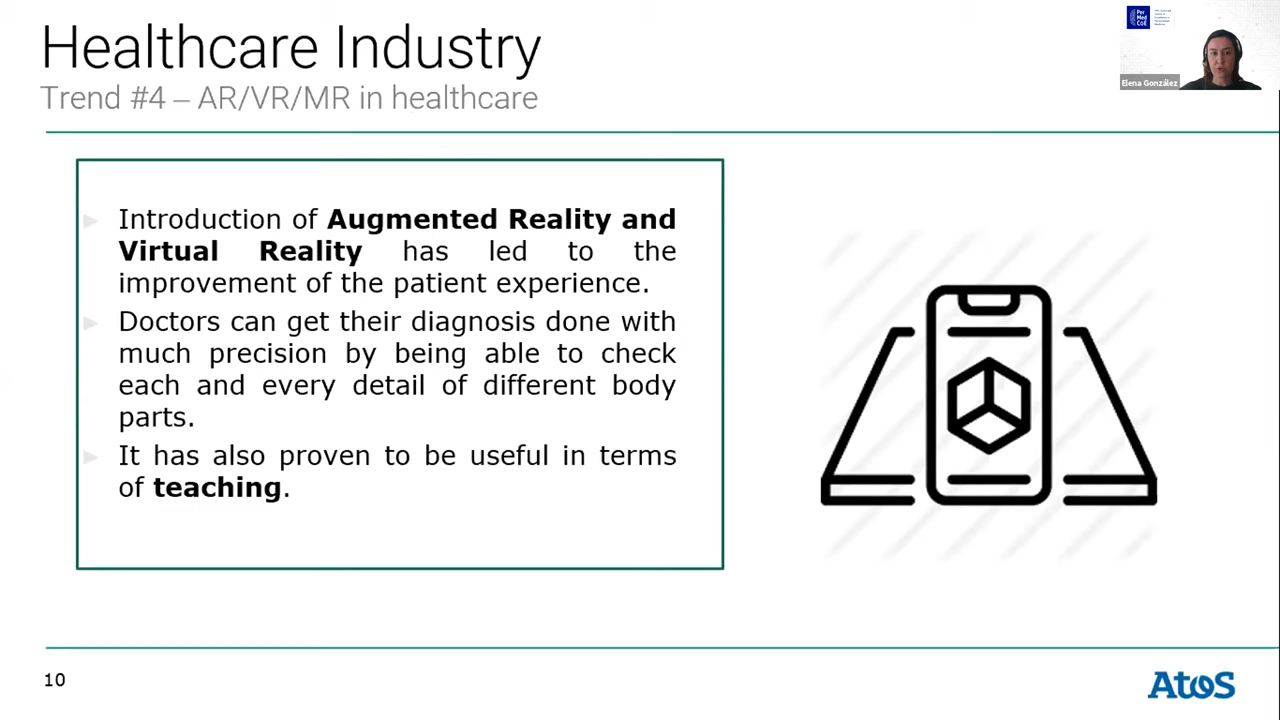 Healthcare Industry
Trend #4 – AR/VR/MR in healthcare
Per
Med
CoE
Elena González
Introduction of Augmented Reality and
Virtual Reality has led to the
improvement of the patient experience.
Doctors can get their diagnosis done with
much precision by being able to check
each and every detail of different body
parts.
It has also proven to be useful in terms
of teaching.
10
Atos